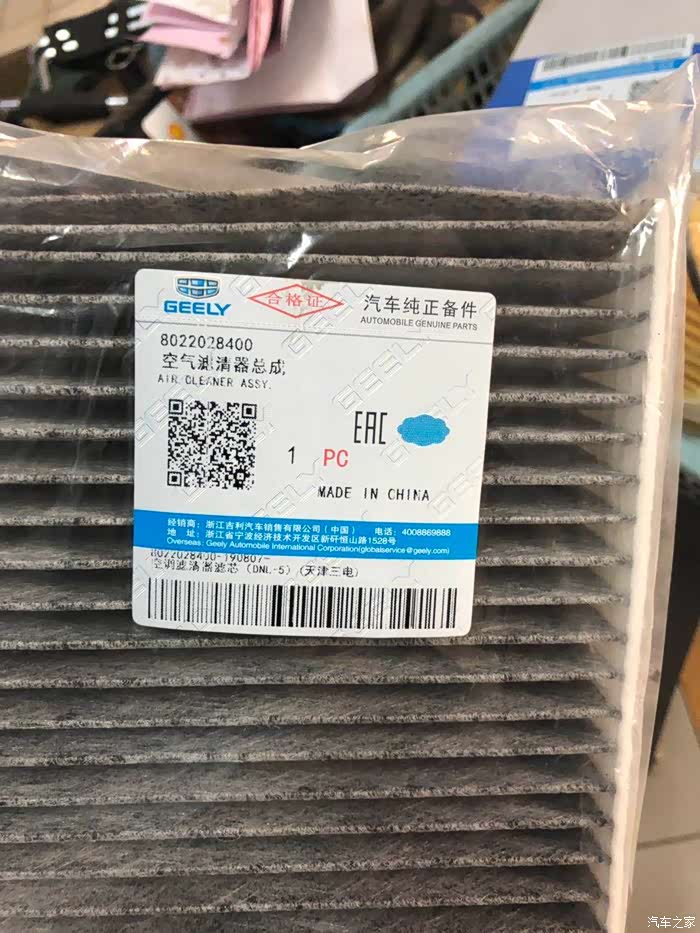 GEELY
合格证
汽车纯正备件
AUTOMOBILE GENUINE PARTS
8022028400
空气滤清器总成
AIR CLEANER ASSY.
EAC
1 PC
MADE IN CHINA
经销商: 浙江吉利汽车销售有限公司 (中国) 电话: 4008869888
地 址: 浙江省宁波经济技术开发区新矸恒山路1528号
Overseas: Geely Automobile International Corporation(globalservice@geely.com)
8022028400-190807-
空调滤清器滤芯 (DNL-5) (天津三电)
汽车之家